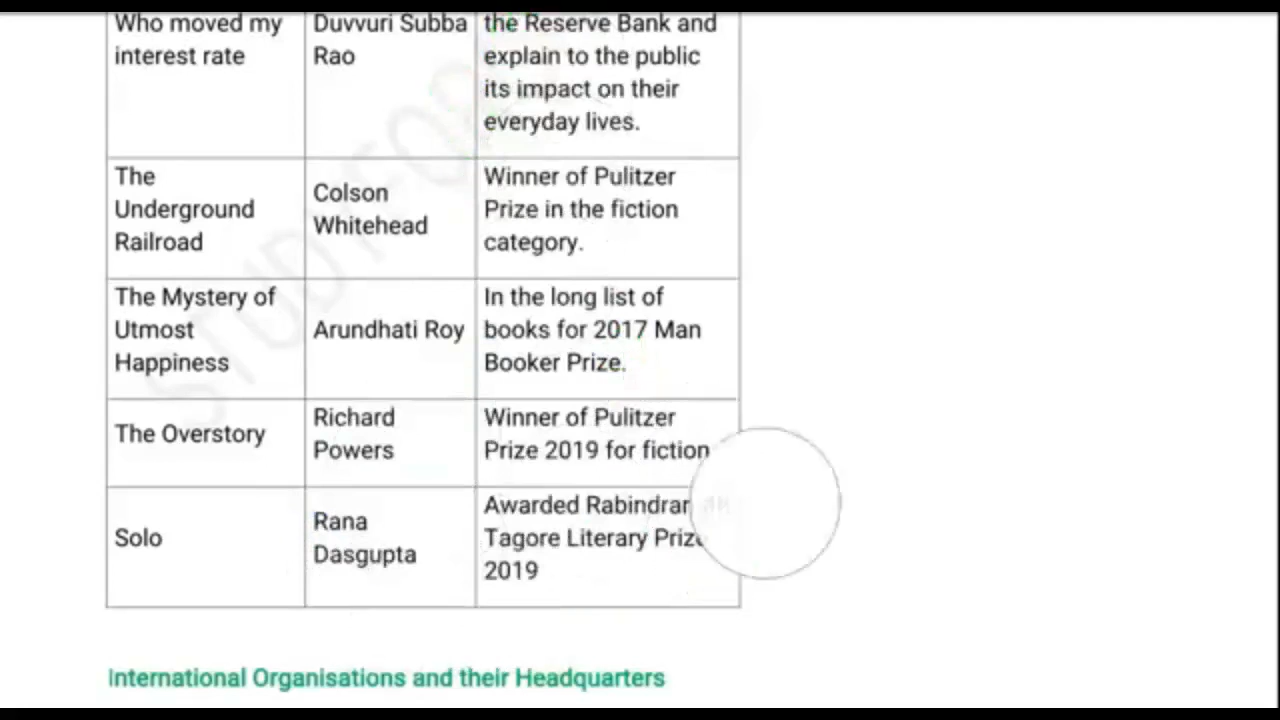 Who moved my
interest rate
Duvvuri Subba
Rao
the Reserve Bank and
explain to the public
its impact on their
everyday lives.
The
Underground
Railroad
Colson
Whitehead
Winner of Pulitzer
Prize in the fiction
category.
The Mystery of
Utmost
Happiness
Arundhati Roy
In the long list of
books for 2017 Man
Booker Prize.
The Overstory
Richard
Powers
Winner of Pulitzer
Prize 2019 for fiction
Solo
Rana
Dasgupta
Awarded
Tagore Literary
2019
International Organisations and their Headquarters